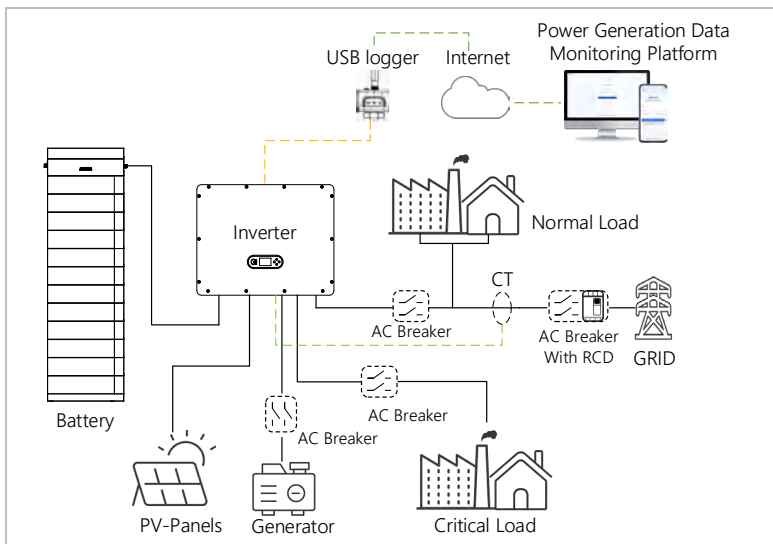 Power Generation Data
Monitoring Platform
USB logger
Internet
Inverter
Normal Load
CT
AC Breaker
AC Breaker
With RCD
GRID
Battery
AC Breaker
AC Breaker
PV-Panels
Generator
Critical Load